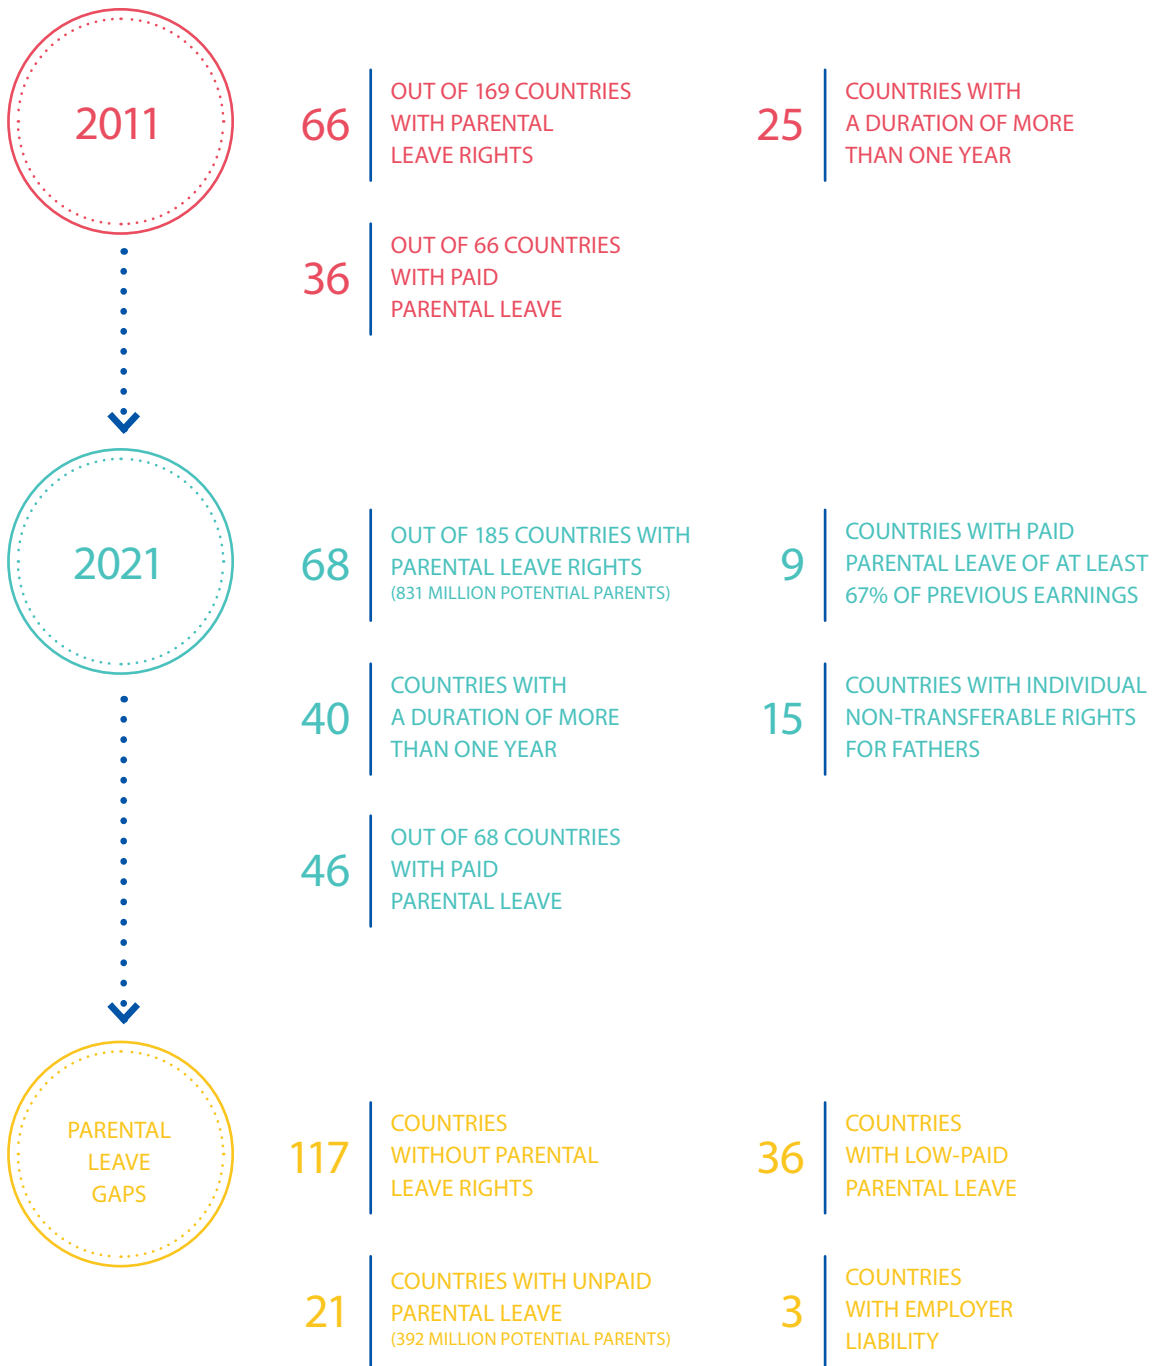 2011
66
OUT OF 169 COUNTRIES
WITH PARENTAL
LEAVE RIGHTS
25
COUNTRIES WITH
A DURATION OF MORE
THAN ONE YEAR
36
OUT OF 66 COUNTRIES
WITH PAID
PARENTAL LEAVE
2021
68
OUT OF 185 COUNTRIES WITH
PARENTAL LEAVE RIGHTS
(831 MILLION POTENTIAL PARENTS)
9
COUNTRIES WITH PAID
PARENTAL LEAVE OF AT LEAST
67% OF PREVIOUS EARNINGS
40
COUNTRIES WITH
A DURATION OF MORE
THAN ONE YEAR
15
COUNTRIES WITH INDIVIDUAL
NON-TRANSFERABLE RIGHTS
FOR FATHERS
46
OUT OF 68 COUNTRIES
WITH PAID
PARENTAL LEAVE
PARENTAL
LEAVE
GAPS
117
COUNTRIES
WITHOUT PARENTAL
LEAVE RIGHTS
36
COUNTRIES
WITH LOW-PAID
PARENTAL LEAVE
21
COUNTRIES WITH UNPAID
PARENTAL LEAVE
(392 MILLION POTENTIAL PARENTS)
3
COUNTRIES
WITH EMPLOYER
LIABILITY